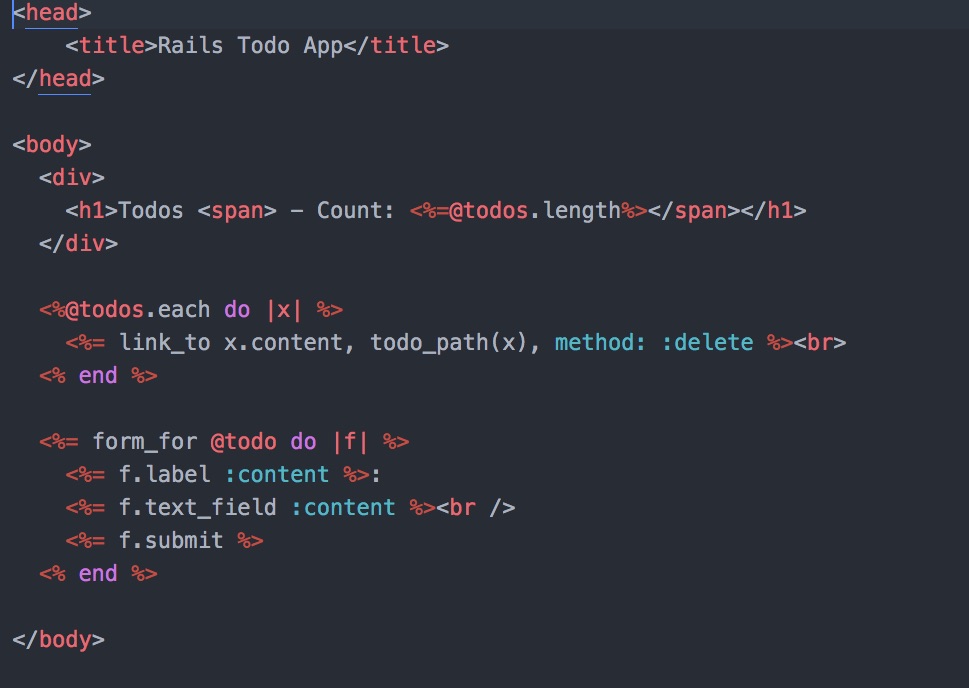 <head>
    <title>Rails Todo App</title>
</head>

<body>
  <div>
    <h1>Todos <span> – Count: <%=@todos.length%></span></h1>
  </div>

  <%@todos.each do |x| %>
    <%= link_to x.content, todo_path(x), method: :delete %><br>
  <% end %>

  <%= form_for @todo do |f| %>
    <%= f.label :content %>:
    <%= f.text_field :content %><br />
    <%= f.submit %>
  <% end %>

</body>